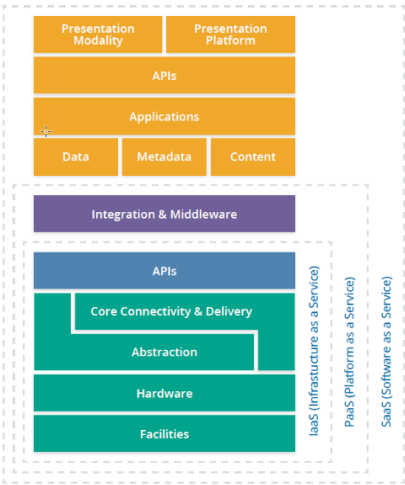 Presentation
Modality
Presentation
Platform
APIs
Applications
Data
Metadata
Content
Integration & Middleware
APIs
Core Connectivity & Delivery
Abstraction
Hardware
Facilities
IaaS (Infrastucture as a Service)
PaaS (Platform as a Service)
SaaS (Software as a Service)